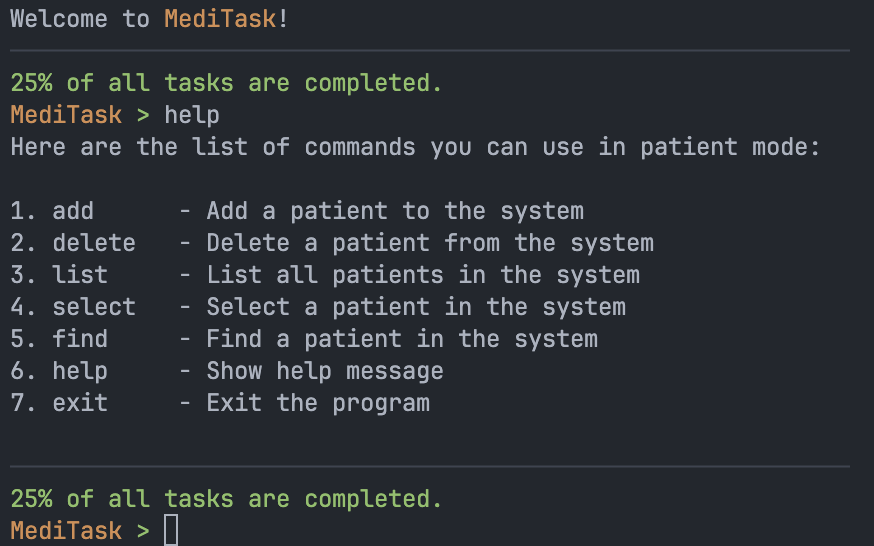 Welcome to MediTask!
25% of all tasks are completed.
MediTask > help
Here are the list of commands you can use in patient mode:
1. add      - Add a patient to the system
2. delete   - Delete a patient from the system
3. list     - List all patients in the system
4. select   - Select a patient in the system
5. find     - Find a patient in the system
6. help     - Show help message
7. exit     - Exit the program
25% of all tasks are completed.
MediTask >